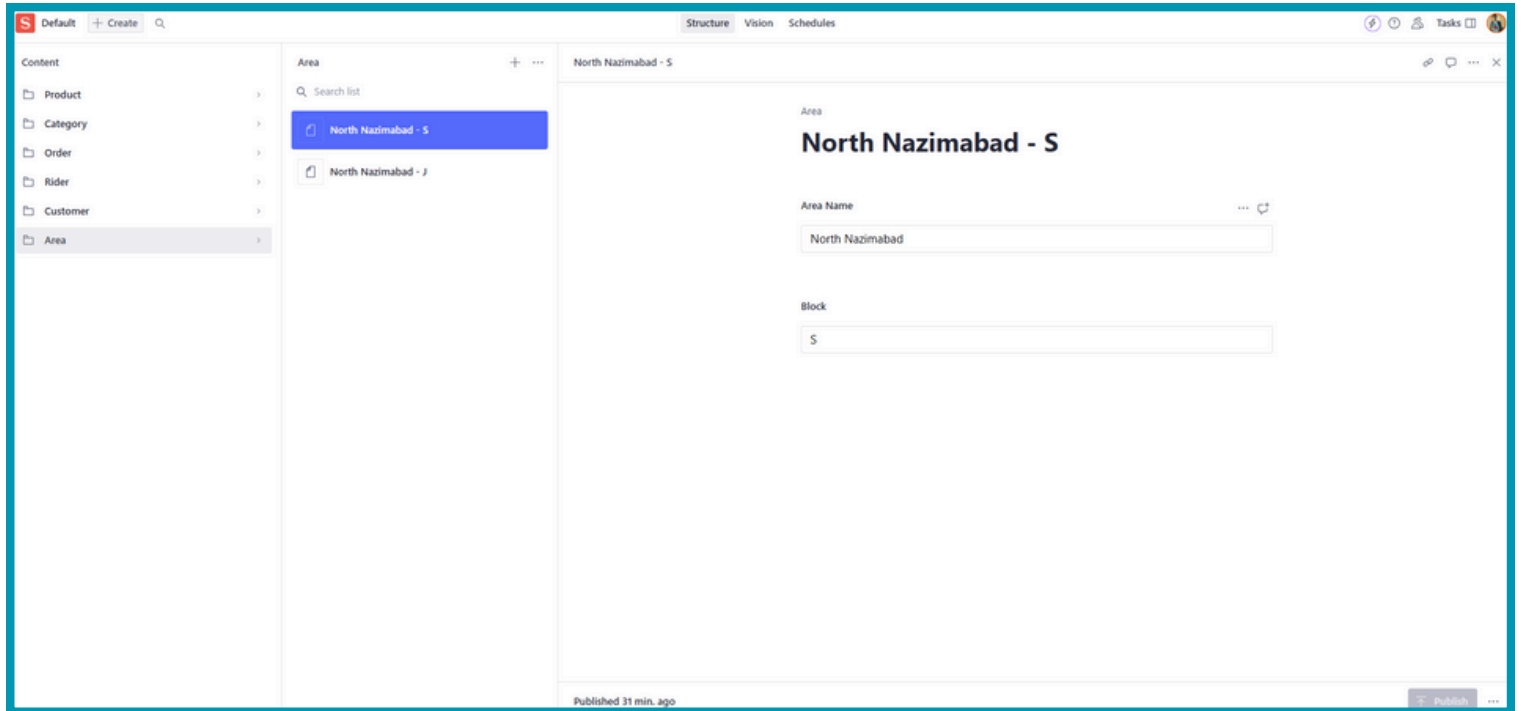 S Default + Create
Structure Vision Schedules
Tasks
Content
Product
Category
Order
Rider
Customer
Area
Area
Search list
North Nazimabad - S
North Nazimabad - J
North Nazimabad - S
Area
North Nazimabad - S
Area Name
North Nazimabad
Block
S
Published 31 min. ago
Publish